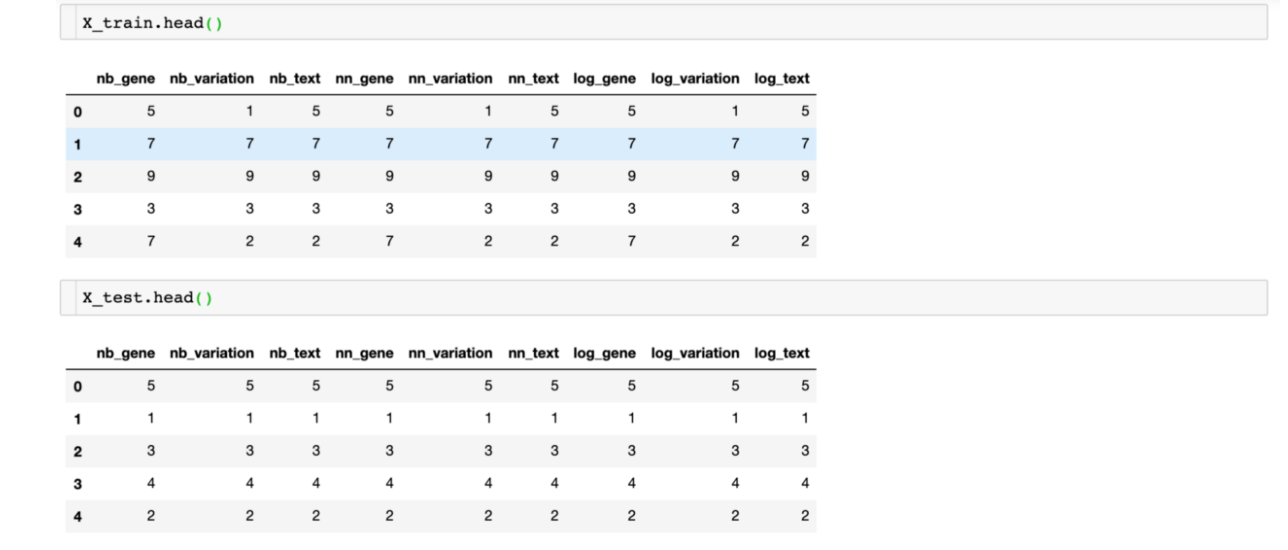 X_train.head()
nb_gene nb_variation nb_text nn_gene nn_variation nn_text log_gene log_variation log_text
0 5 1 5 5 1 5 5 1 5
1 7 7 7 7 7 7 7 7 7
2 9 9 9 9 9 9 9 9 9
3 3 3 3 3 3 3 3 3 3
4 7 2 2 7 2 2 7 2 2
X_test.head()
nb_gene nb_variation nb_text nn_gene nn_variation nn_text log_gene log_variation log_text
0 5 5 5 5 5 5 5 5 5
1 1 1 1 1 1 1 1 1 1
2 3 3 3 3 3 3 3 3 3
3 4 4 4 4 4 4 4 4 4
4 2 2 2 2 2 2 2 2 2